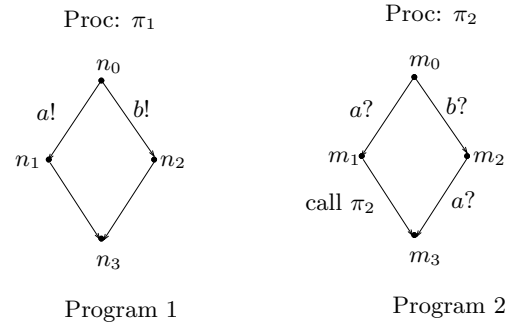 Proc: π₁
Proc: π₂
n₀
m₀
a!
b!
a?
b?
n₁
n₂
m₁
m₂
call π₂
a?
n₃
m₃
Program 1
Program 2